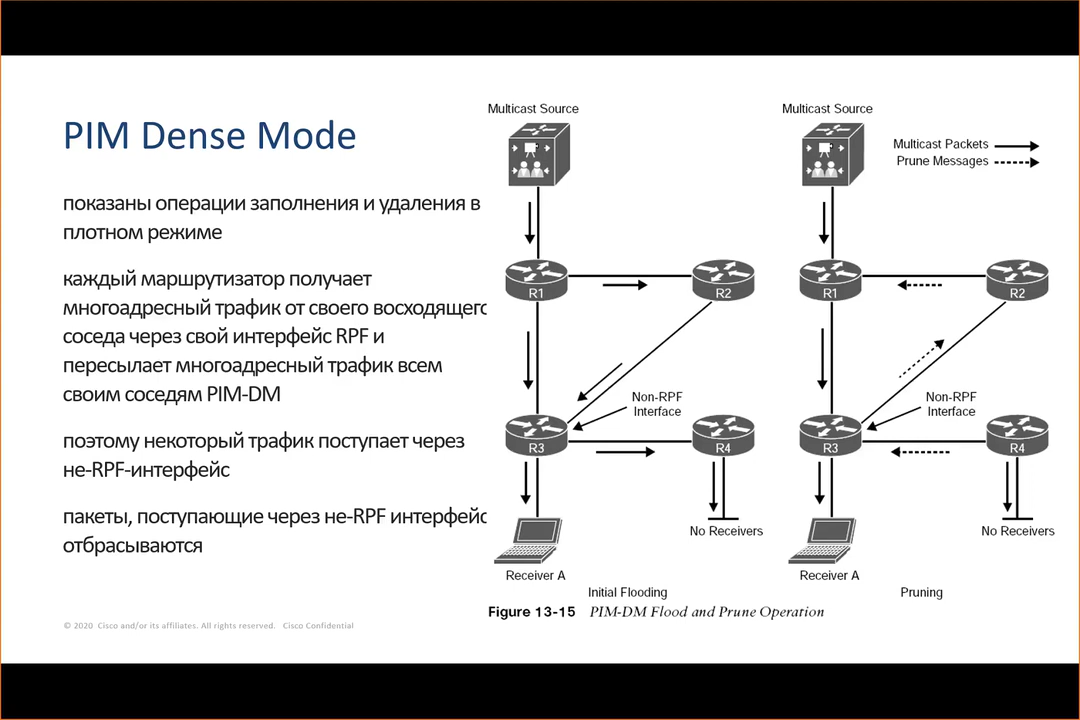 PIM Dense Mode
показаны операции заполнения и удаления в
плотном режиме
каждый маршрутизатор получает
многоадресный трафик от своего восходящего
соседа через свой интерфейс RPF и
пересылает многоадресный трафик всем
своим соседям PIM-DM
поэтому некоторый трафик поступает через
не-RPF-интерфейс
пакеты, поступающие через не-RPF интерфейс
отбрасываются
© 2020 Cisco and/or its affiliates. All rights reserved. Cisco Confidential
Multicast Source
R1
R2
Non-RPF
Interface
R3
R4
No Receivers
Receiver A
Initial Flooding
Multicast Source
Multicast Packets
Prune Messages
R1
R2
Non-RPF
Interface
R3
R4
No Receivers
Receiver A
Pruning
Figure 13-15 PIM-DM Flood and Prune Operation